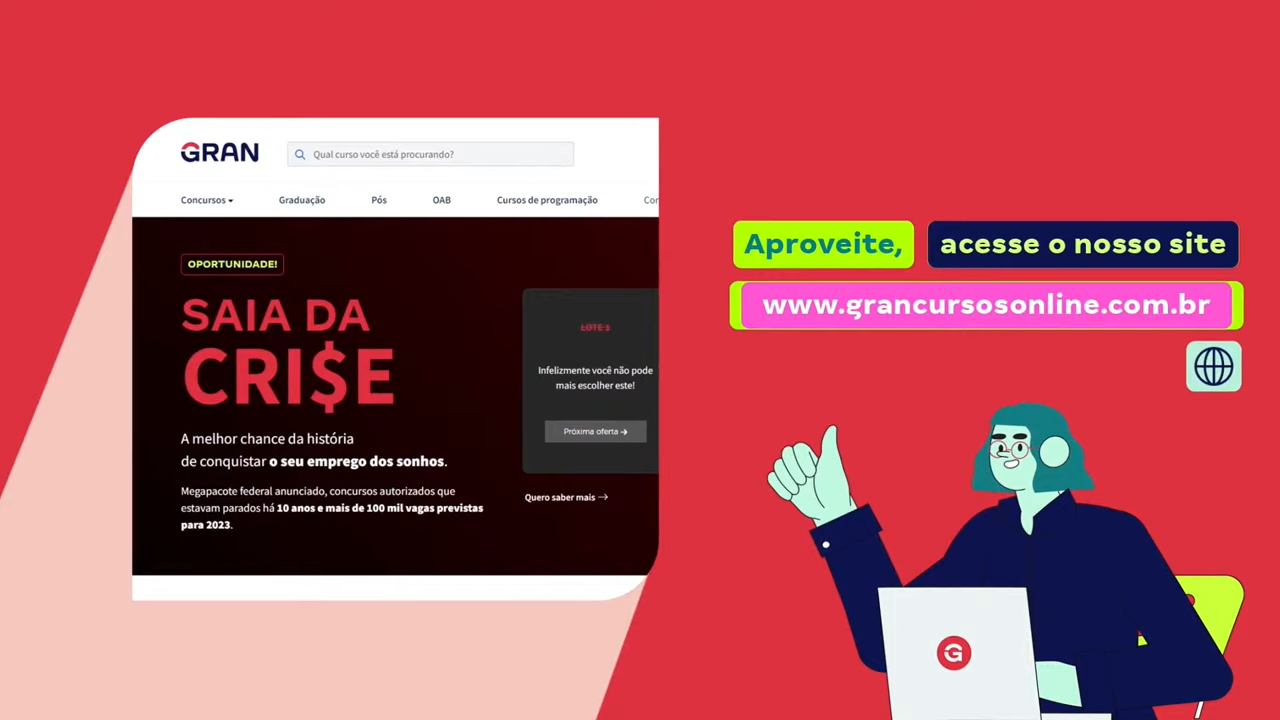 GRAN
Qual curso você está procurando?
Concursos Graduação Pós OAB Cursos de programação
OPORTUNIDADE!
SAIA DA
CRI$E
A melhor chance da história
de conquistar o seu emprego dos sonhos.
Megapacote federal anunciado, concursos autorizados que
estavam parados há 10 anos e mais de 100 mil vagas previstas
para 2023.
LOTE 1
Infelizmente você não pode
mais escolher este!
Próxima oferta →
Quero saber mais →
Aproveite, acesse o nosso site
www.grancursosonline.com.br
G